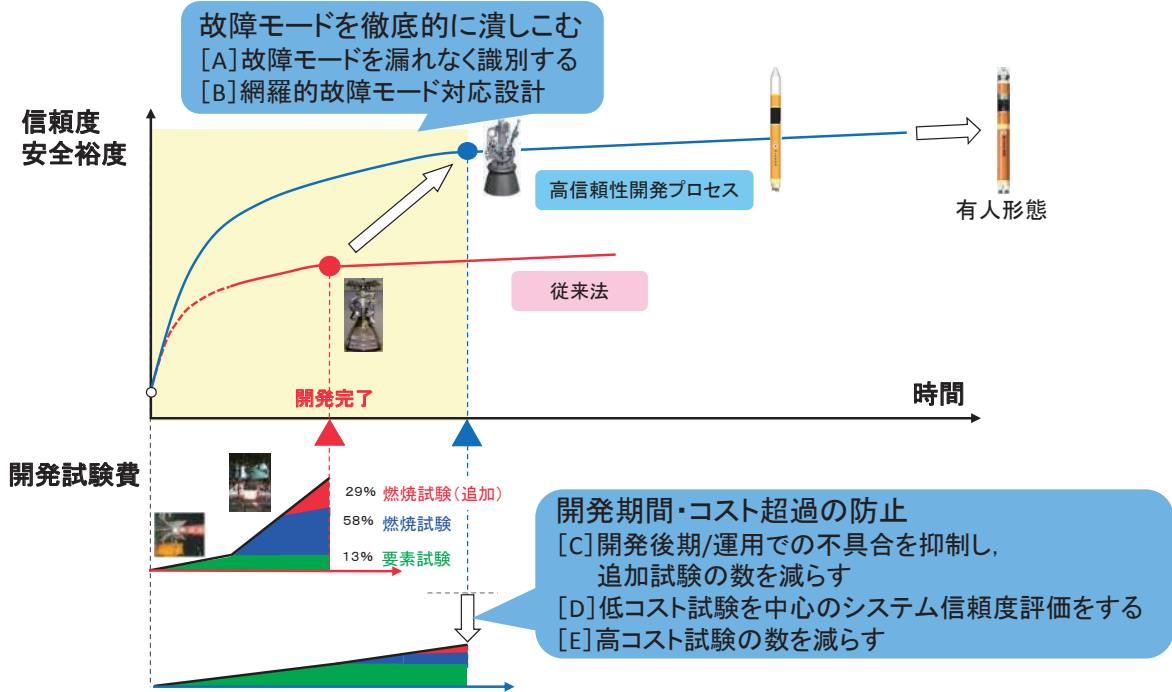 故障モードを徹底的に潰しこむ
[A]故障モードを漏れなく識別する
[B]網羅的故障モード対応設計
信頼度
安全裕度
高信頼性開発プロセス
有人形態
従来法
開発完了
時間
開発試験費
29% 燃焼試験(追加)
58% 燃焼試験
13% 要素試験
開発期間・コスト超過の防止
[C]開発後期/運用での不具合を抑制し,
追加試験の数を減らす
[D]低コスト試験を中心のシステム信頼度評価をする
[E]高コスト試験の数を減らす